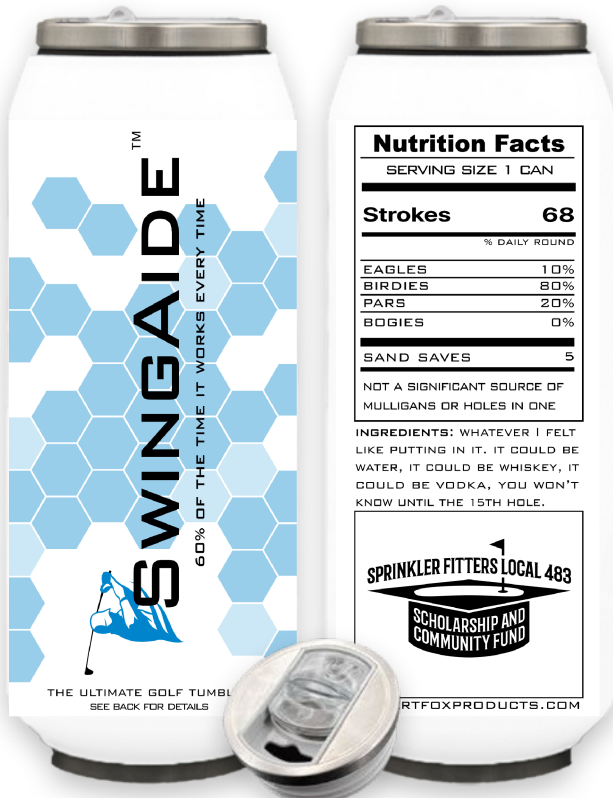 SWINGAIDE™
60% OF THE TIME IT WORKS EVERY TIME
THE ULTIMATE GOLF TUMBL
SEE BACK FOR DETAILS
Nutrition Facts
SERVING SIZE 1 CAN
Strokes 68
% DAILY ROUND
EAGLES 10%
BIRDIES 80%
PARS 20%
BOGIES 0%
SAND SAVES 5
NOT A SIGNIFICANT SOURCE OF
MULLIGANS OR HOLES IN ONE
INGREDIENTS: WHATEVER I FELT
LIKE PUTTING IN IT. IT COULD BE
WATER, IT COULD BE WHISKEY, IT
COULD BE VODKA, YOU WON'T
KNOW UNTIL THE 15TH HOLE.
SPRINKLER FITTERS LOCAL 483
SCHOLARSHIP AND
COMMUNITY FUND
RTFOXPRODUCTS.COM